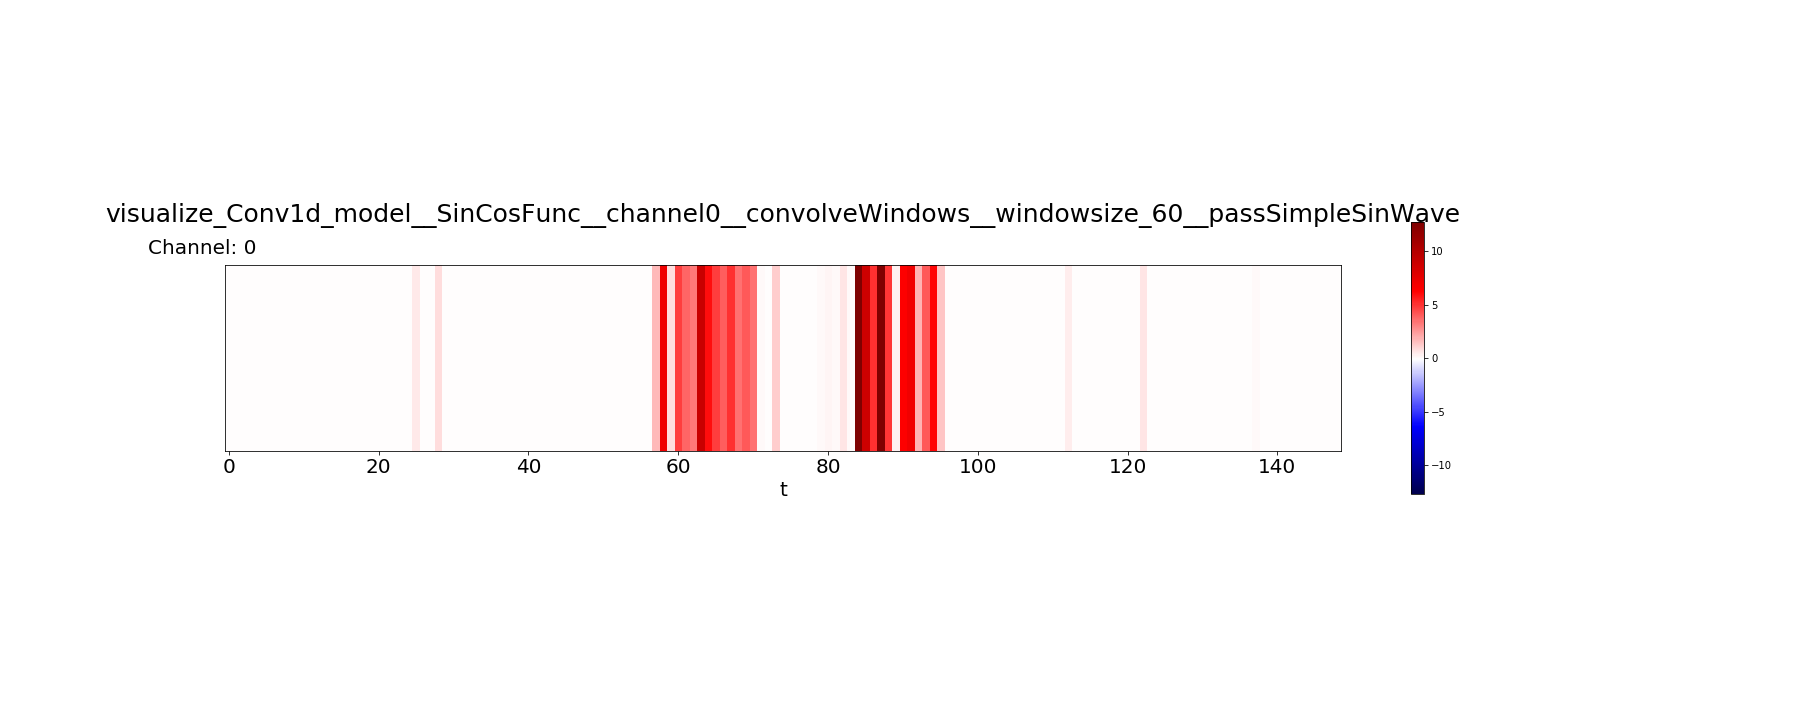 visualize_Conv1d_model__SinCosFunc__channel0__convolveWindows__windowsize_60__passSimpleSinWave
Channel: 0
10
5
0
−5
−10
0 20 40 60 80 100 120 140
t